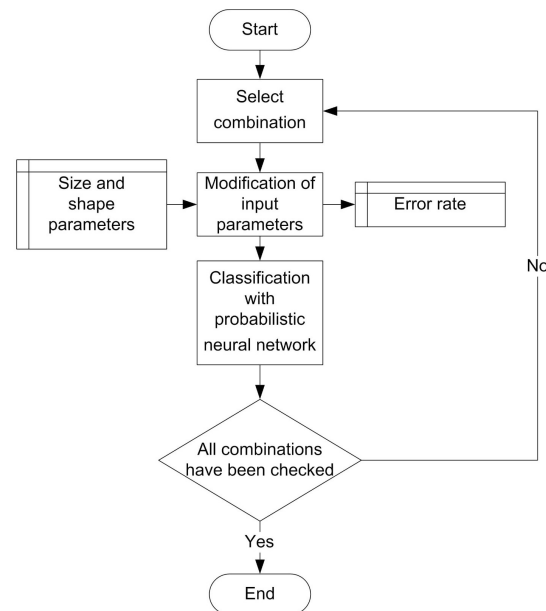 Start
Select
combination
Size and
shape
parameters
Modification of
input
parameters
Error rate
Classification
with
probabilistic
neural network
No
All combinations
have been checked
Yes
End